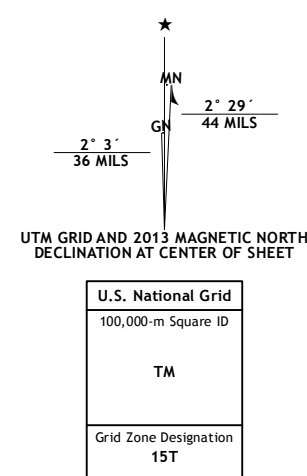 ★
MN
GN
2° 29´
44 MILS
2° 3´
36 MILS
UTM GRID AND 2013 MAGNETIC NORTH
DECLINATION AT CENTER OF SHEET
U.S. National Grid
100,000-m Square ID
TM
Grid Zone Designation
15T